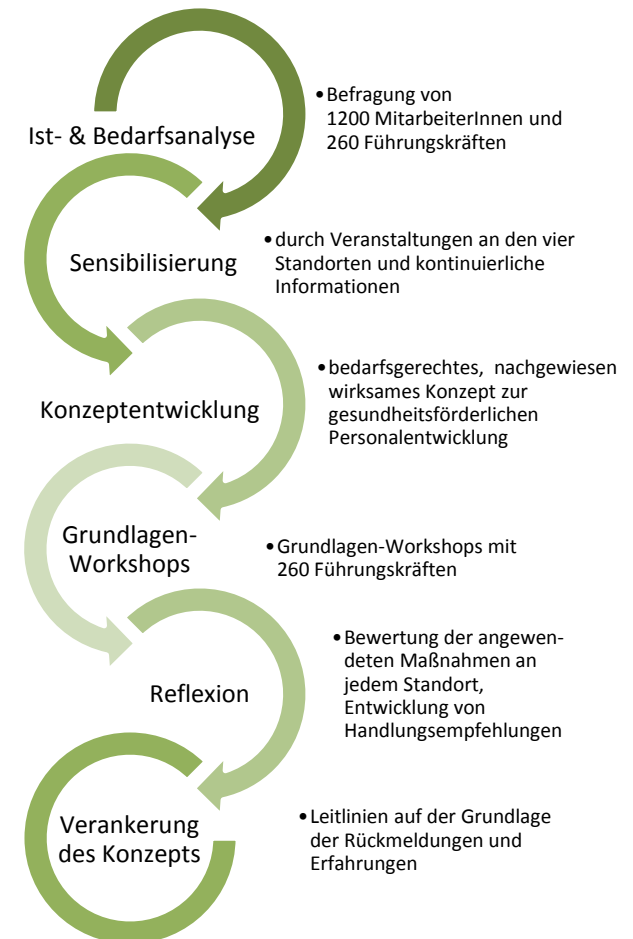 Ist- & Bedarfsanalyse
•Befragung von
1200 MitarbeiterInnen und
260 Führungskräften
Sensibilisierung
•durch Veranstaltungen an den vier
Standorten und kontinuierliche
Informationen
Konzeptentwicklung
•bedarfsgerechtes, nachgewiesen
wirksames Konzept zur
gesundheitsförderlichen
Personalentwicklung
Grundlagen-
Workshops
•Grundlagen-Workshops mit
260 Führungskräften
Reflexion
•Bewertung der angewen-
deten Maßnahmen an
jedem Standort,
Entwicklung von
Handlungsempfehlungen
Verankerung
des Konzepts
•Leitlinien auf der Grundlage
der Rückmeldungen und
Erfahrungen